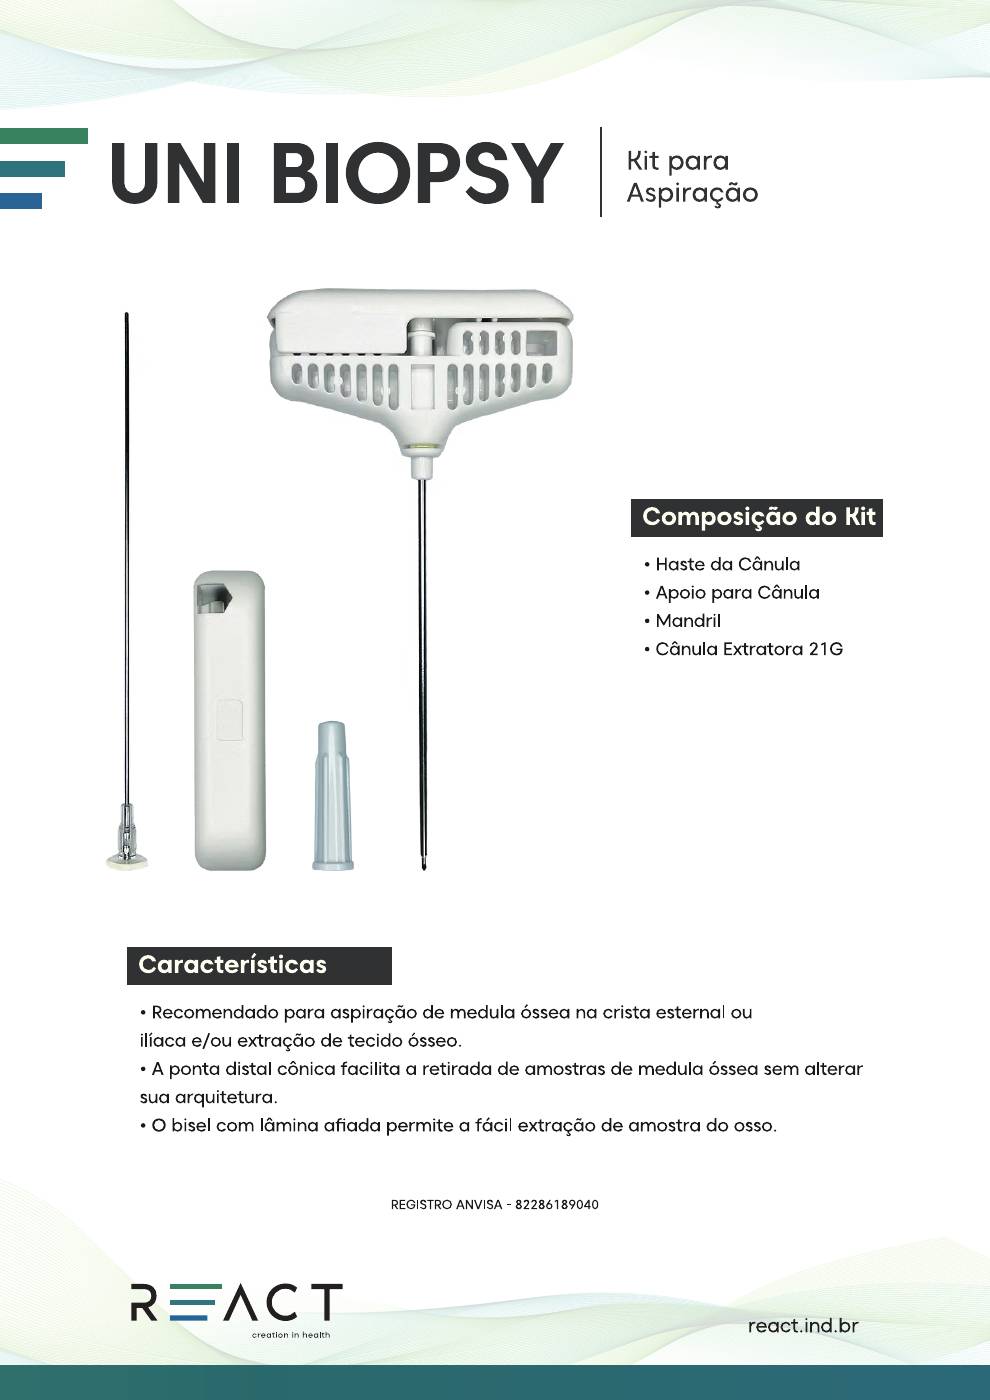 UNI BIOPSY
Kit para
Aspiração
Composição do Kit
• Haste da Cânula
• Apoio para Cânula
• Mandril
• Cânula Extratora 21G
Características
• Recomendado para aspiração de medula óssea na crista esternal ou
ilíaca e/ou extração de tecido ósseo.
• A ponta distal cônica facilita a retirada de amostras de medula óssea sem alterar
sua arquitetura.
• O bisel com lâmina afiada permite a fácil extração de amostra do osso.
REGISTRO ANVISA - 82286189040
REACT
creation in health
react.ind.br